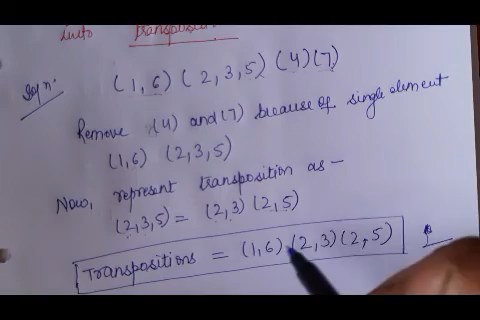 into transposi
Solⁿ: (1,6) (2,3,5) (4)(7)
Remove (4) and (7) because of single element
(1,6) (2,3,5)
Now, represent transposition as -
(2,3,5) = (2,3) (2,5)
Transpositions = (1,6) (2,3) (2,5)